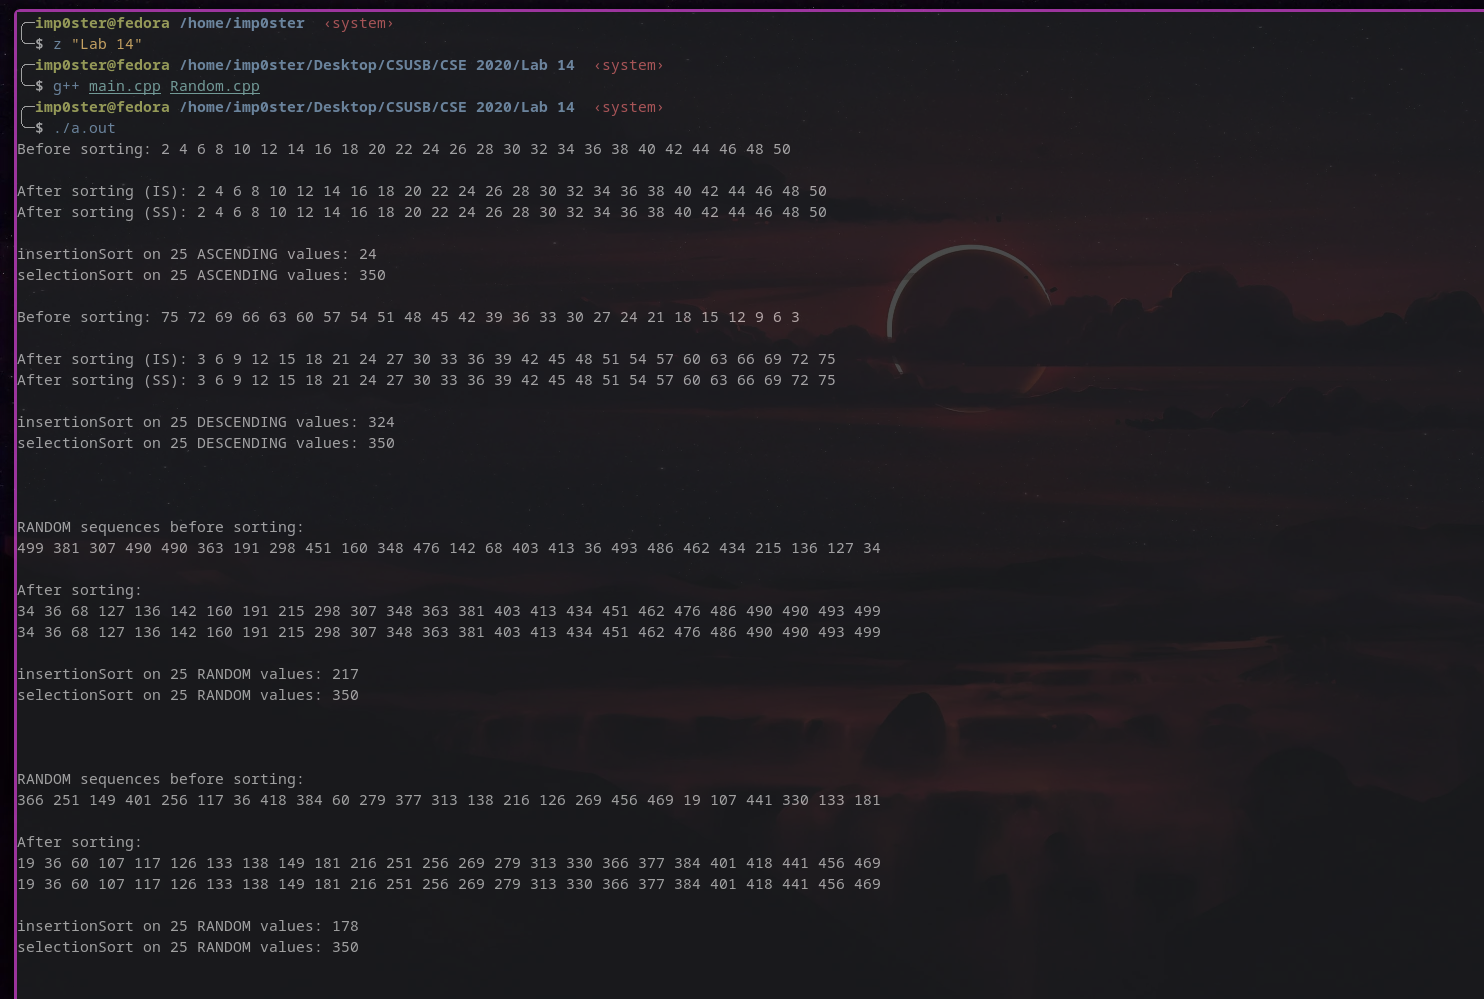 imp0ster@fedora /home/imp0ster ‹system›
$ z "Lab 14"
imp0ster@fedora /home/imp0ster/Desktop/CSUSB/CSE 2020/Lab 14 ‹system›
$ g++ main.cpp Random.cpp
imp0ster@fedora /home/imp0ster/Desktop/CSUSB/CSE 2020/Lab 14 ‹system›
$ ./a.out
Before sorting: 2 4 6 8 10 12 14 16 18 20 22 24 26 28 30 32 34 36 38 40 42 44 46 48 50
After sorting (IS): 2 4 6 8 10 12 14 16 18 20 22 24 26 28 30 32 34 36 38 40 42 44 46 48 50
After sorting (SS): 2 4 6 8 10 12 14 16 18 20 22 24 26 28 30 32 34 36 38 40 42 44 46 48 50
insertionSort on 25 ASCENDING values: 24
selectionSort on 25 ASCENDING values: 350
Before sorting: 75 72 69 66 63 60 57 54 51 48 45 42 39 36 33 30 27 24 21 18 15 12 9 6 3
After sorting (IS): 3 6 9 12 15 18 21 24 27 30 33 36 39 42 45 48 51 54 57 60 63 66 69 72 75
After sorting (SS): 3 6 9 12 15 18 21 24 27 30 33 36 39 42 45 48 51 54 57 60 63 66 69 72 75
insertionSort on 25 DESCENDING values: 324
selectionSort on 25 DESCENDING values: 350
RANDOM sequences before sorting:
499 381 307 490 490 363 191 298 451 160 348 476 142 68 403 413 36 493 486 462 434 215 136 127 34
After sorting:
34 36 68 127 136 142 160 191 215 298 307 348 363 381 403 413 434 451 462 476 486 490 490 493 499
34 36 68 127 136 142 160 191 215 298 307 348 363 381 403 413 434 451 462 476 486 490 490 493 499
insertionSort on 25 RANDOM values: 217
selectionSort on 25 RANDOM values: 350
RANDOM sequences before sorting:
366 251 149 401 256 117 36 418 384 60 279 377 313 138 216 126 269 456 469 19 107 441 330 133 181
After sorting:
19 36 60 107 117 126 133 138 149 181 216 251 256 269 279 313 330 366 377 384 401 418 441 456 469
19 36 60 107 117 126 133 138 149 181 216 251 256 269 279 313 330 366 377 384 401 418 441 456 469
insertionSort on 25 RANDOM values: 178
selectionSort on 25 RANDOM values: 350